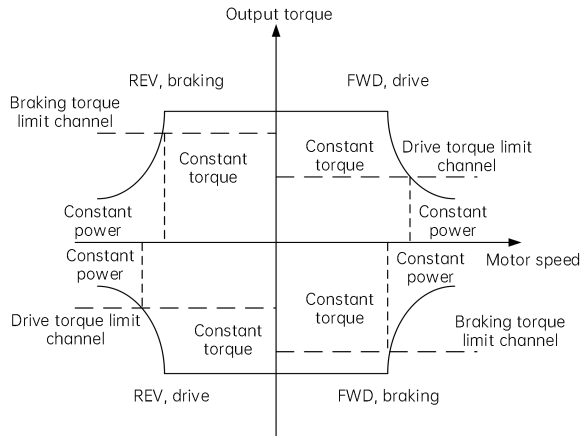 Output torque
REV, braking
FWD, drive
Braking torque
limit channel
Constant
torque
Constant
torque
Drive torque limit
channel
Constant
power
Constant
power
Motor speed
Constant
power
Constant
power
Drive torque limit
channel
Constant
torque
Constant
torque
Braking torque
limit channel
REV, drive
FWD, braking